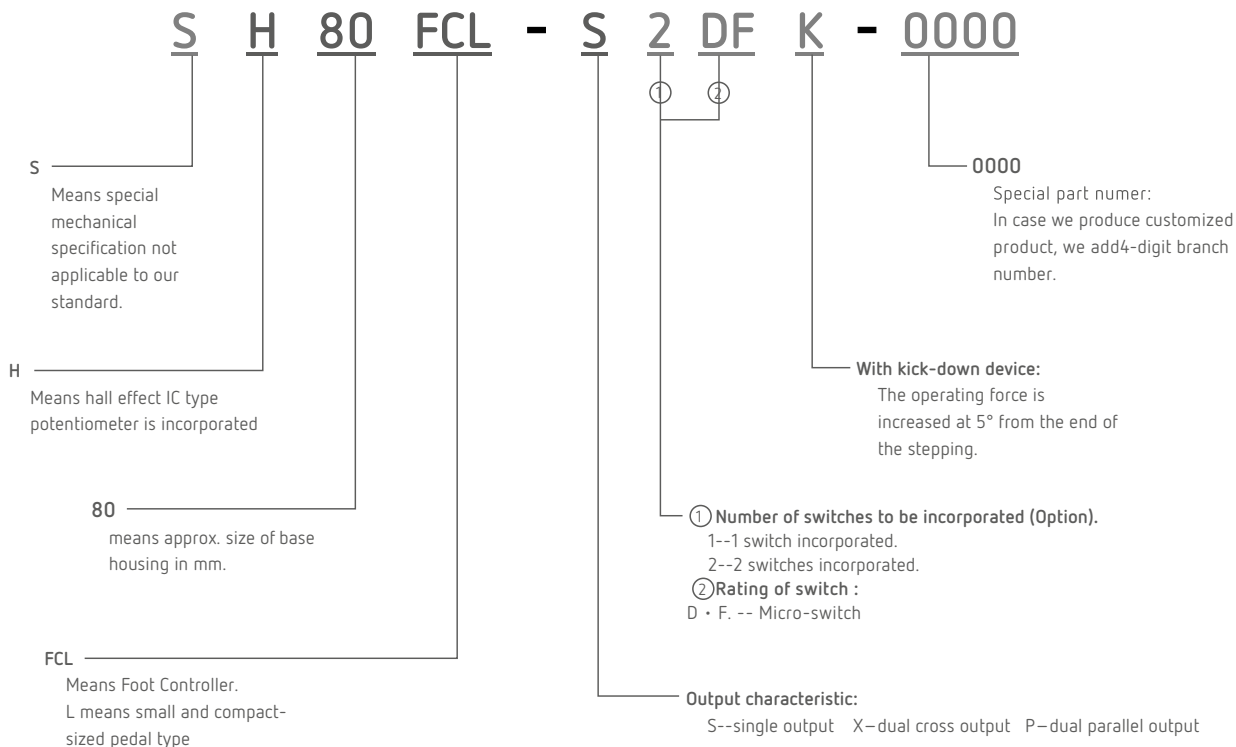 S H 80 FCL - S 2 DF K - 0000
① ②
S
Means special
mechanical
specification not
applicable to our
standard.
0000
Special part numer:
In case we produce customized
product, we add4-digit branch
number.
H
Means hall effect IC type
potentiometer is incorporated
With kick-down device:
The operating force is
increased at 5° from the end of
the stepping.
80
means approx. size of base
housing in mm.
① Number of switches to be incorporated (Option).
1--1 switch incorporated.
2--2 switches incorporated.
② Rating of switch :
D・F. -- Micro-switch
FCL
Means Foot Controller.
L means small and compact-
sized pedal type
Output characteristic:
S--single output X–dual cross output P–dual parallel output